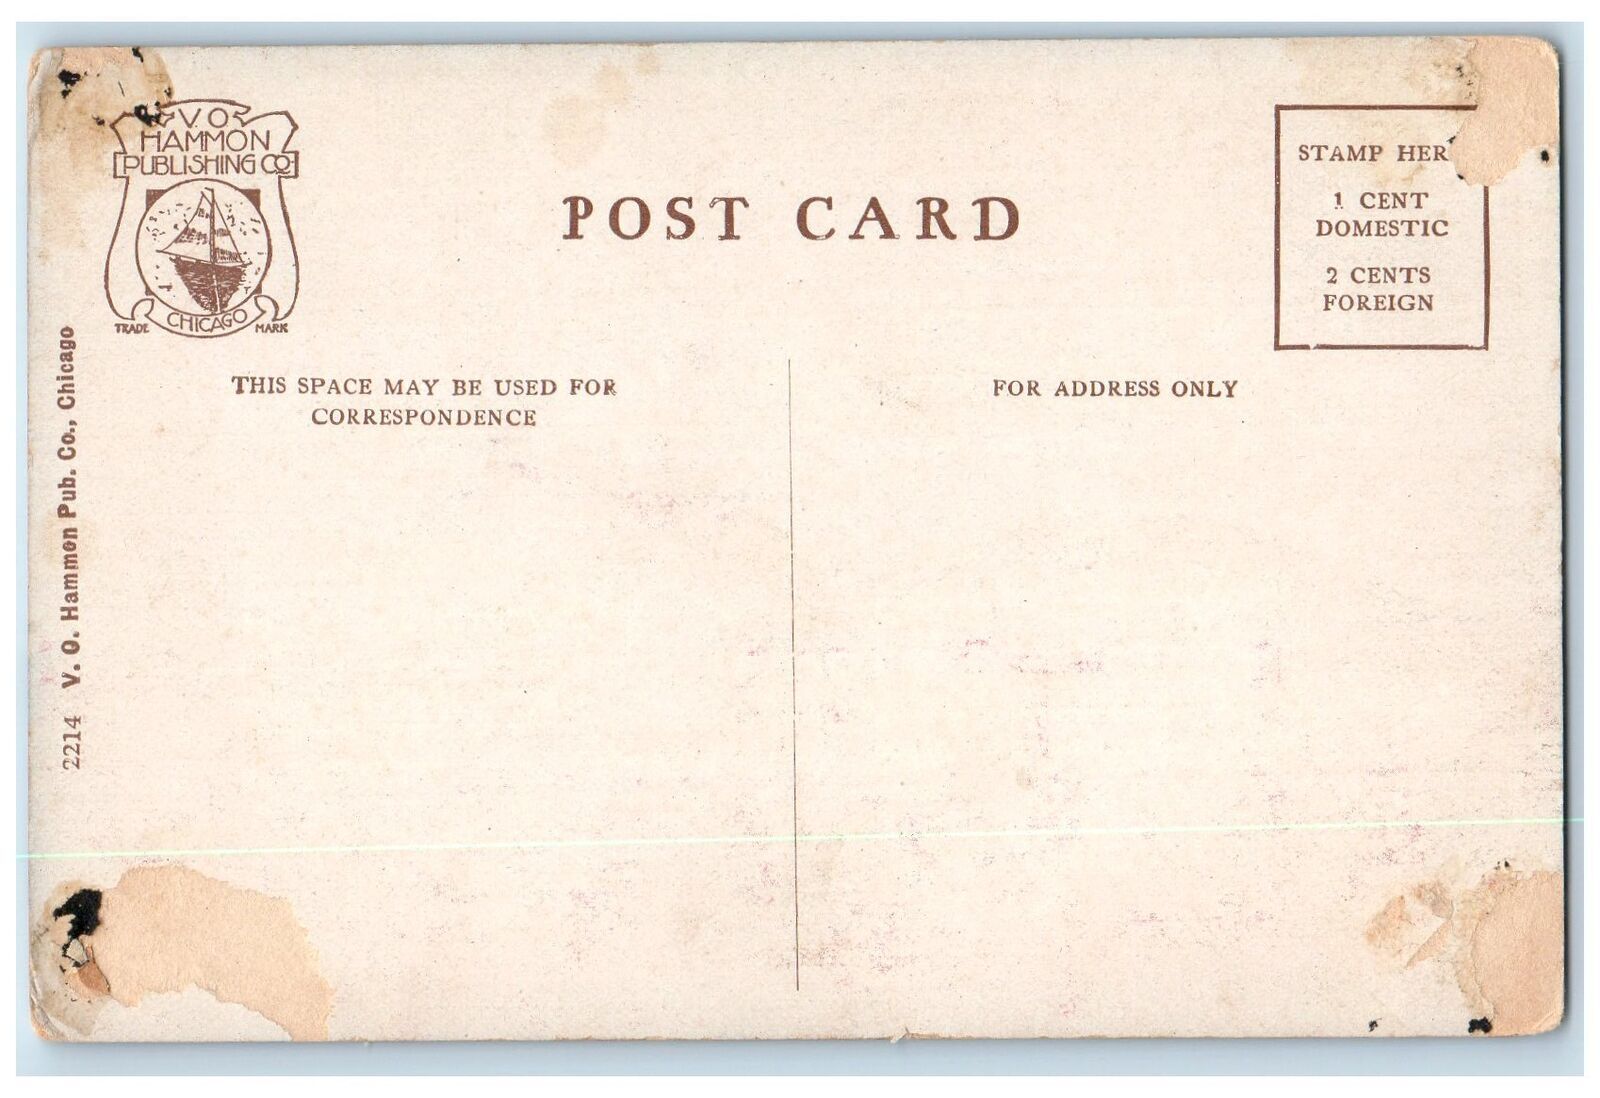 V.O.
HAMMON
PUBLISHING CO
CHICAGO
TRADE MARK
POST CARD
STAMP HER
1 CENT
DOMESTIC
2 CENTS
FOREIGN
THIS SPACE MAY BE USED FOR
CORRESPONDENCE
FOR ADDRESS ONLY
2214 V. O. Hammon Pub. Co., Chicago